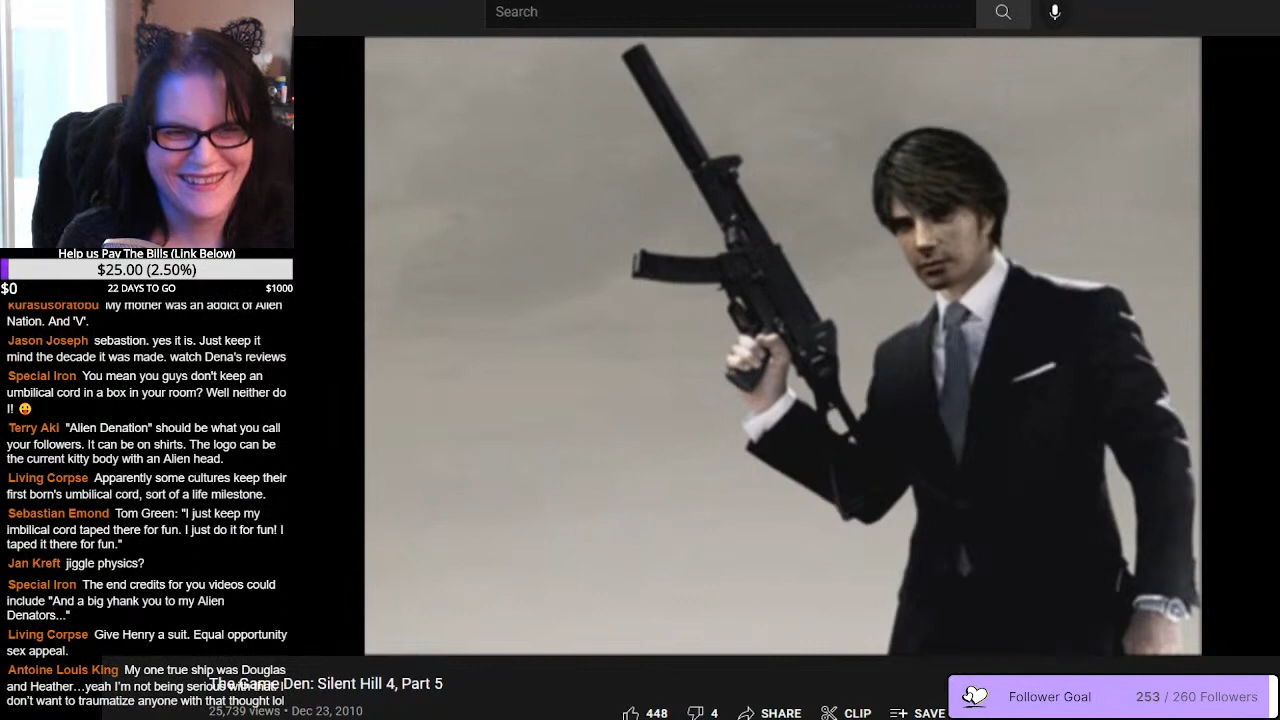 Search
Help us Pay The Bills (Link Below)
$25.00 (2.50%)
$0 22 DAYS TO GO $1000
kurasusoratobu My mother was an addict of Alien
Nation. And 'V'.
Jason Joseph sebastion. yes it is. Just keep it
mind the decade it was made. watch Dena's reviews
Special Iron You mean you guys don't keep an
umbilical cord in a box in your room? Well neither do
I! 😛
Terry Aki "Alien Denation" should be what you call
your followers. It can be on shirts. The logo can be
the current kitty body with an Alien head.
Living Corpse Apparently some cultures keep their
first born's umbilical cord, sort of a life milestone.
Sebastian Emond Tom Green: "I just keep my
imbilical cord taped there for fun. I just do it for fun! I
taped it there for fun."
Jan Kreft jiggle physics?
Special Iron The end credits for you videos could
include "And a big yhank you to my Alien
Denators..."
Living Corpse Give Henry a suit. Equal opportunity
sex appeal.
Antoine Louis King My one true ship was Douglas
and Heather...yeah I'm not being serious with that. I
don't want to traumatize anyone with that thought lol
The Game Den: Silent Hill 4, Part 5
25,739 views • Dec 23, 2010
448 4 SHARE CLIP SAVE
Follower Goal 253 / 260 Followers